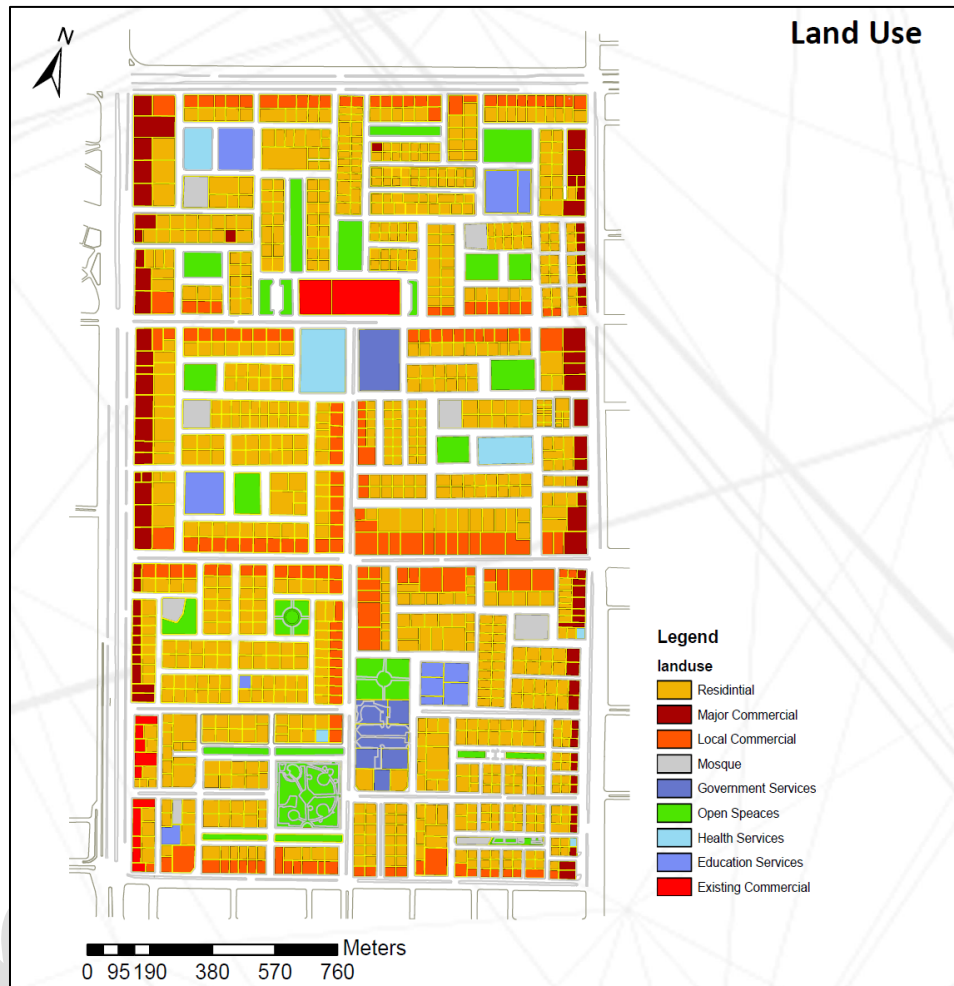 Land Use
N
Legend
landuse
Residintial
Major Commercial
Local Commercial
Mosque
Government Services
Open Speaces
Health Services
Education Services
Existing Commercial
Meters
0 95 190 380 570 760